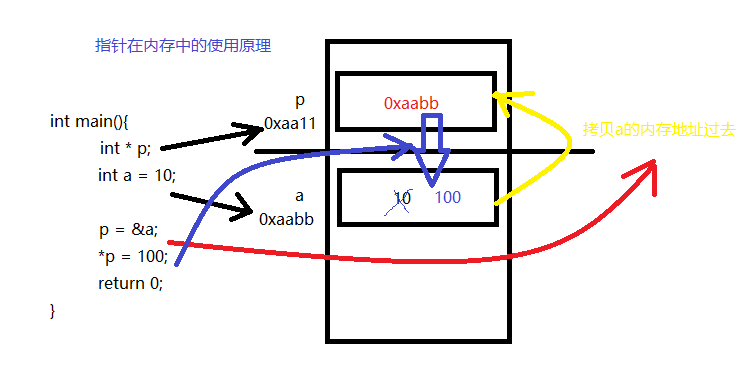 指针在内存中的使用原理
int main(){
int * p;
int a = 10;
p = &a;
*p = 100;
return 0;
}
p
0xaa11
a
0xaabb
0xaabb
10 100
拷贝a的内存地址过去